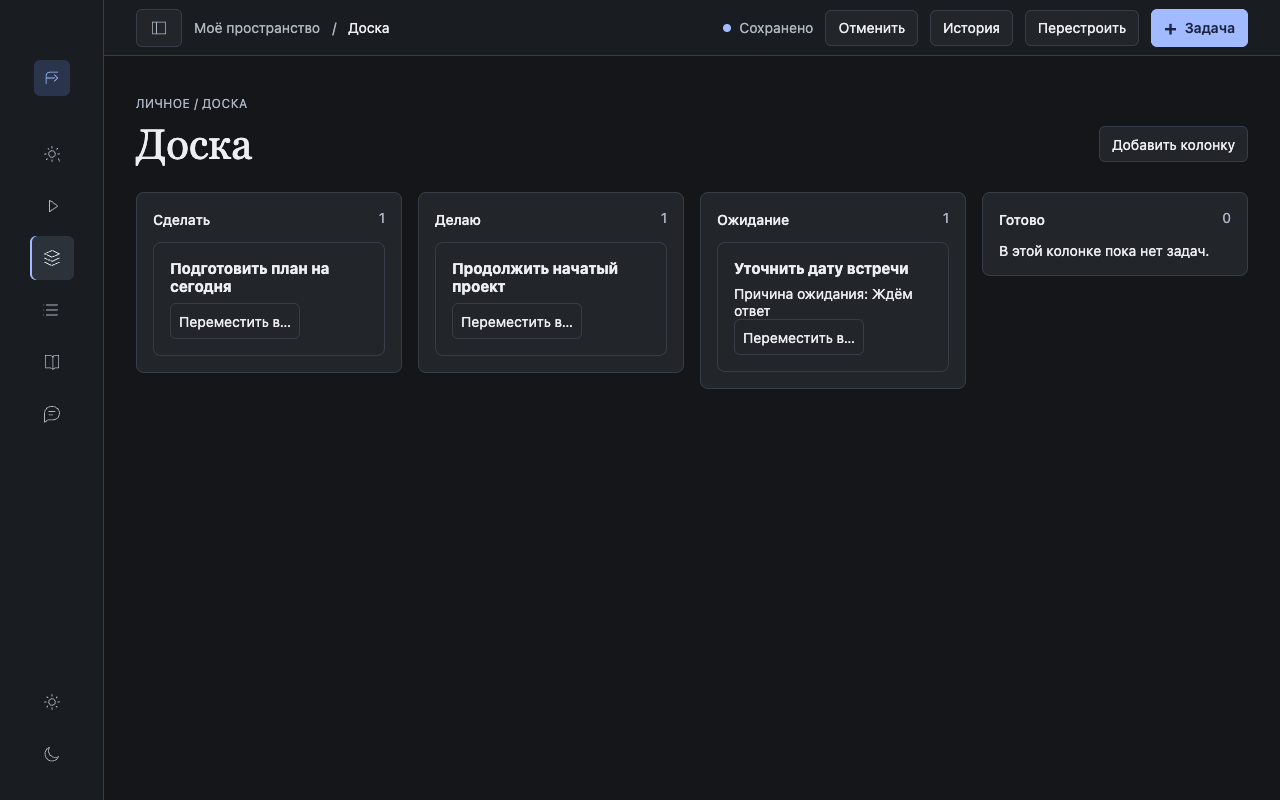 Моё пространство / Доска
Сохранено
Отменить
История
Перестроить
+ Задача
ЛИЧНОЕ / ДОСКА
Доска
Добавить колонку
Сделать 1
Подготовить план на
сегодня
Переместить в...
Делаю 1
Продолжить начатый
проект
Переместить в...
Ожидание 1
Уточнить дату встречи
Причина ожидания: Ждём
ответ
Переместить в...
Готово 0
В этой колонке пока нет задач.